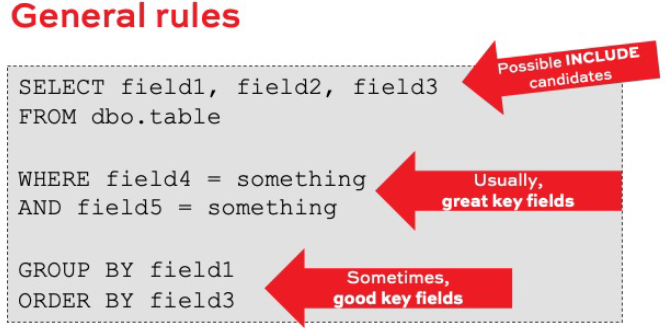 General rules
Possible INCLUDE
candidates
SELECT field1, field2, field3
FROM dbo.table
WHERE field4 = something
AND field5 = something
Usually,
great key fields
GROUP BY field1
ORDER BY field3
Sometimes,
good key fields